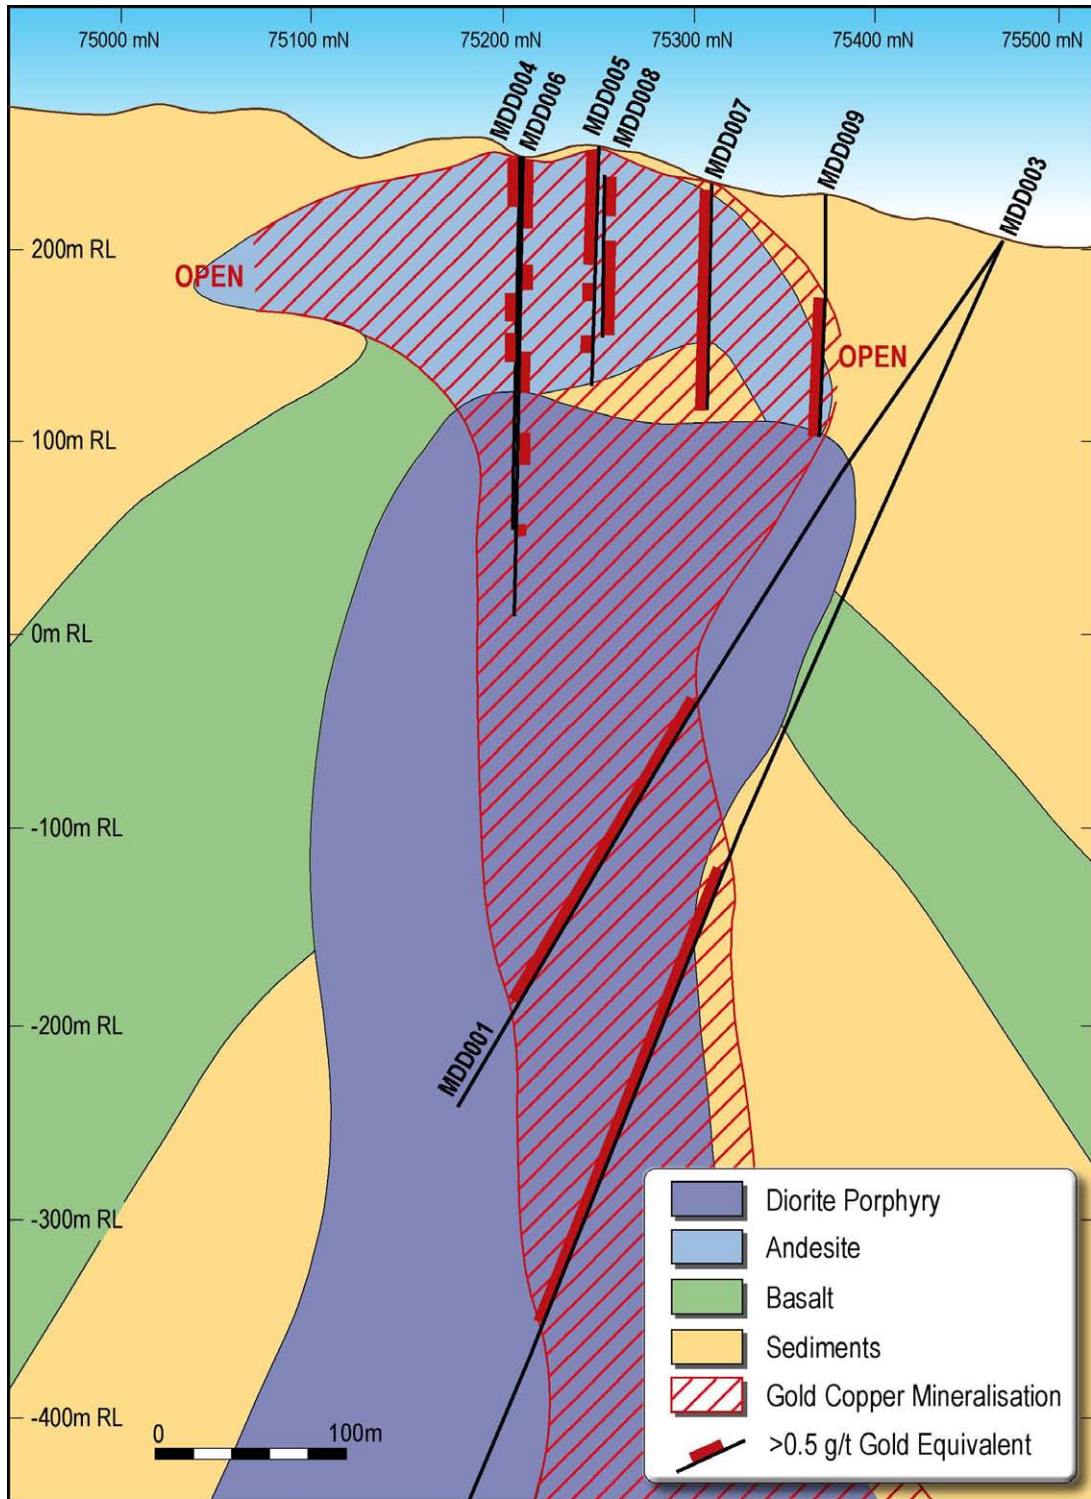 75000 mN
75100 mN
75200 mN
75300 mN
75400 mN
75500 mN
MDD004
MDD006
MDD005
MDD008
MDD007
MDD009
MDD003
200m RL
OPEN
OPEN
100m RL
0m RL
-100m RL
-200m RL
MDD001
-300m RL
-400m RL
0
100m
Diorite Porphyry
Andesite
Basalt
Sediments
Gold Copper Mineralisation
>0.5 g/t Gold Equivalent